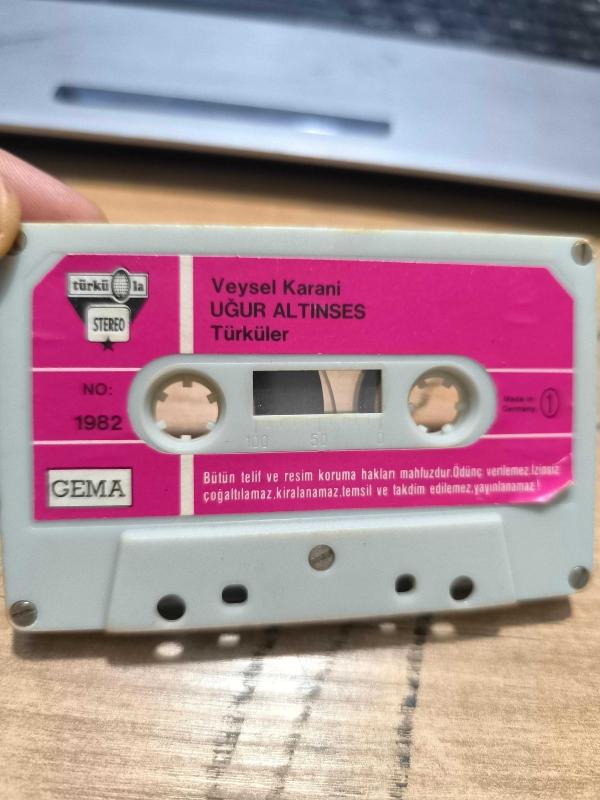 türkü la
STEREO
Veysel Karani
UĞUR ALTINSES
Türküler
NO:
1982
100 50 0
Made in
Germany.
1
GEMA
Bütün telif ve resim koruma hakları mahfuzdur.Ödünç verilemez.İzinsiz
çoğaltılamaz,kiralanamaz,temsil ve takdim edilemez,yayınlanamaz!